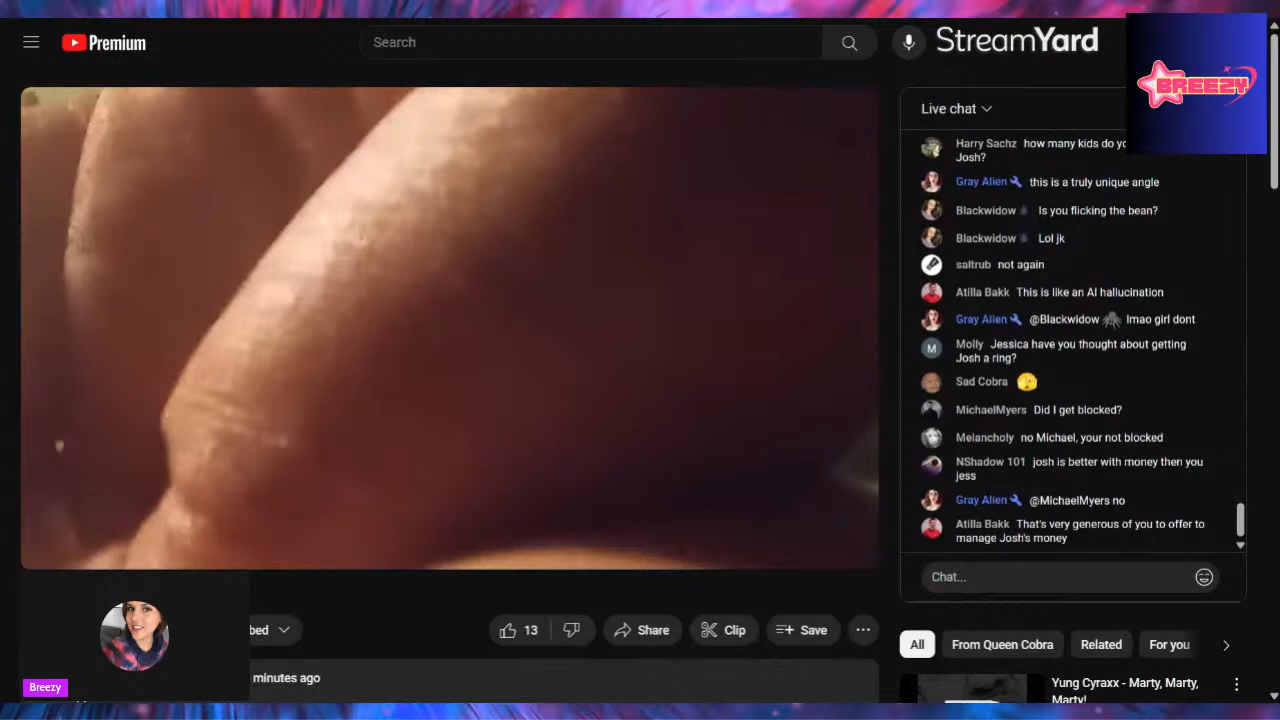 Premium
Search
StreamYard
BREEZY
Live chat
Harry Sachz how many kids do yo
Josh?
Gray Alien this is a truly unique angle
Blackwidow Is you flicking the bean?
Blackwidow Lol jk
saltrub not again
Atilla Bakk This is like an AI hallucination
Gray Alien @Blackwidow lmao girl dont
Molly Jessica have you thought about getting
Josh a ring?
M
Sad Cobra
MichaelMyers Did I get blocked?
Melancholy no Michael, your not blocked
NShadow 101 josh is better with money then you
jess
Gray Alien @MichaelMyers no
Atilla Bakk That's very generous of you to offer to
manage Josh's money
Chat...
bed
13
Share
Clip
Save
All
From Queen Cobra
Related
For you
minutes ago
Breezy
Yung Cyraxx - Marty, Marty,
Marty!